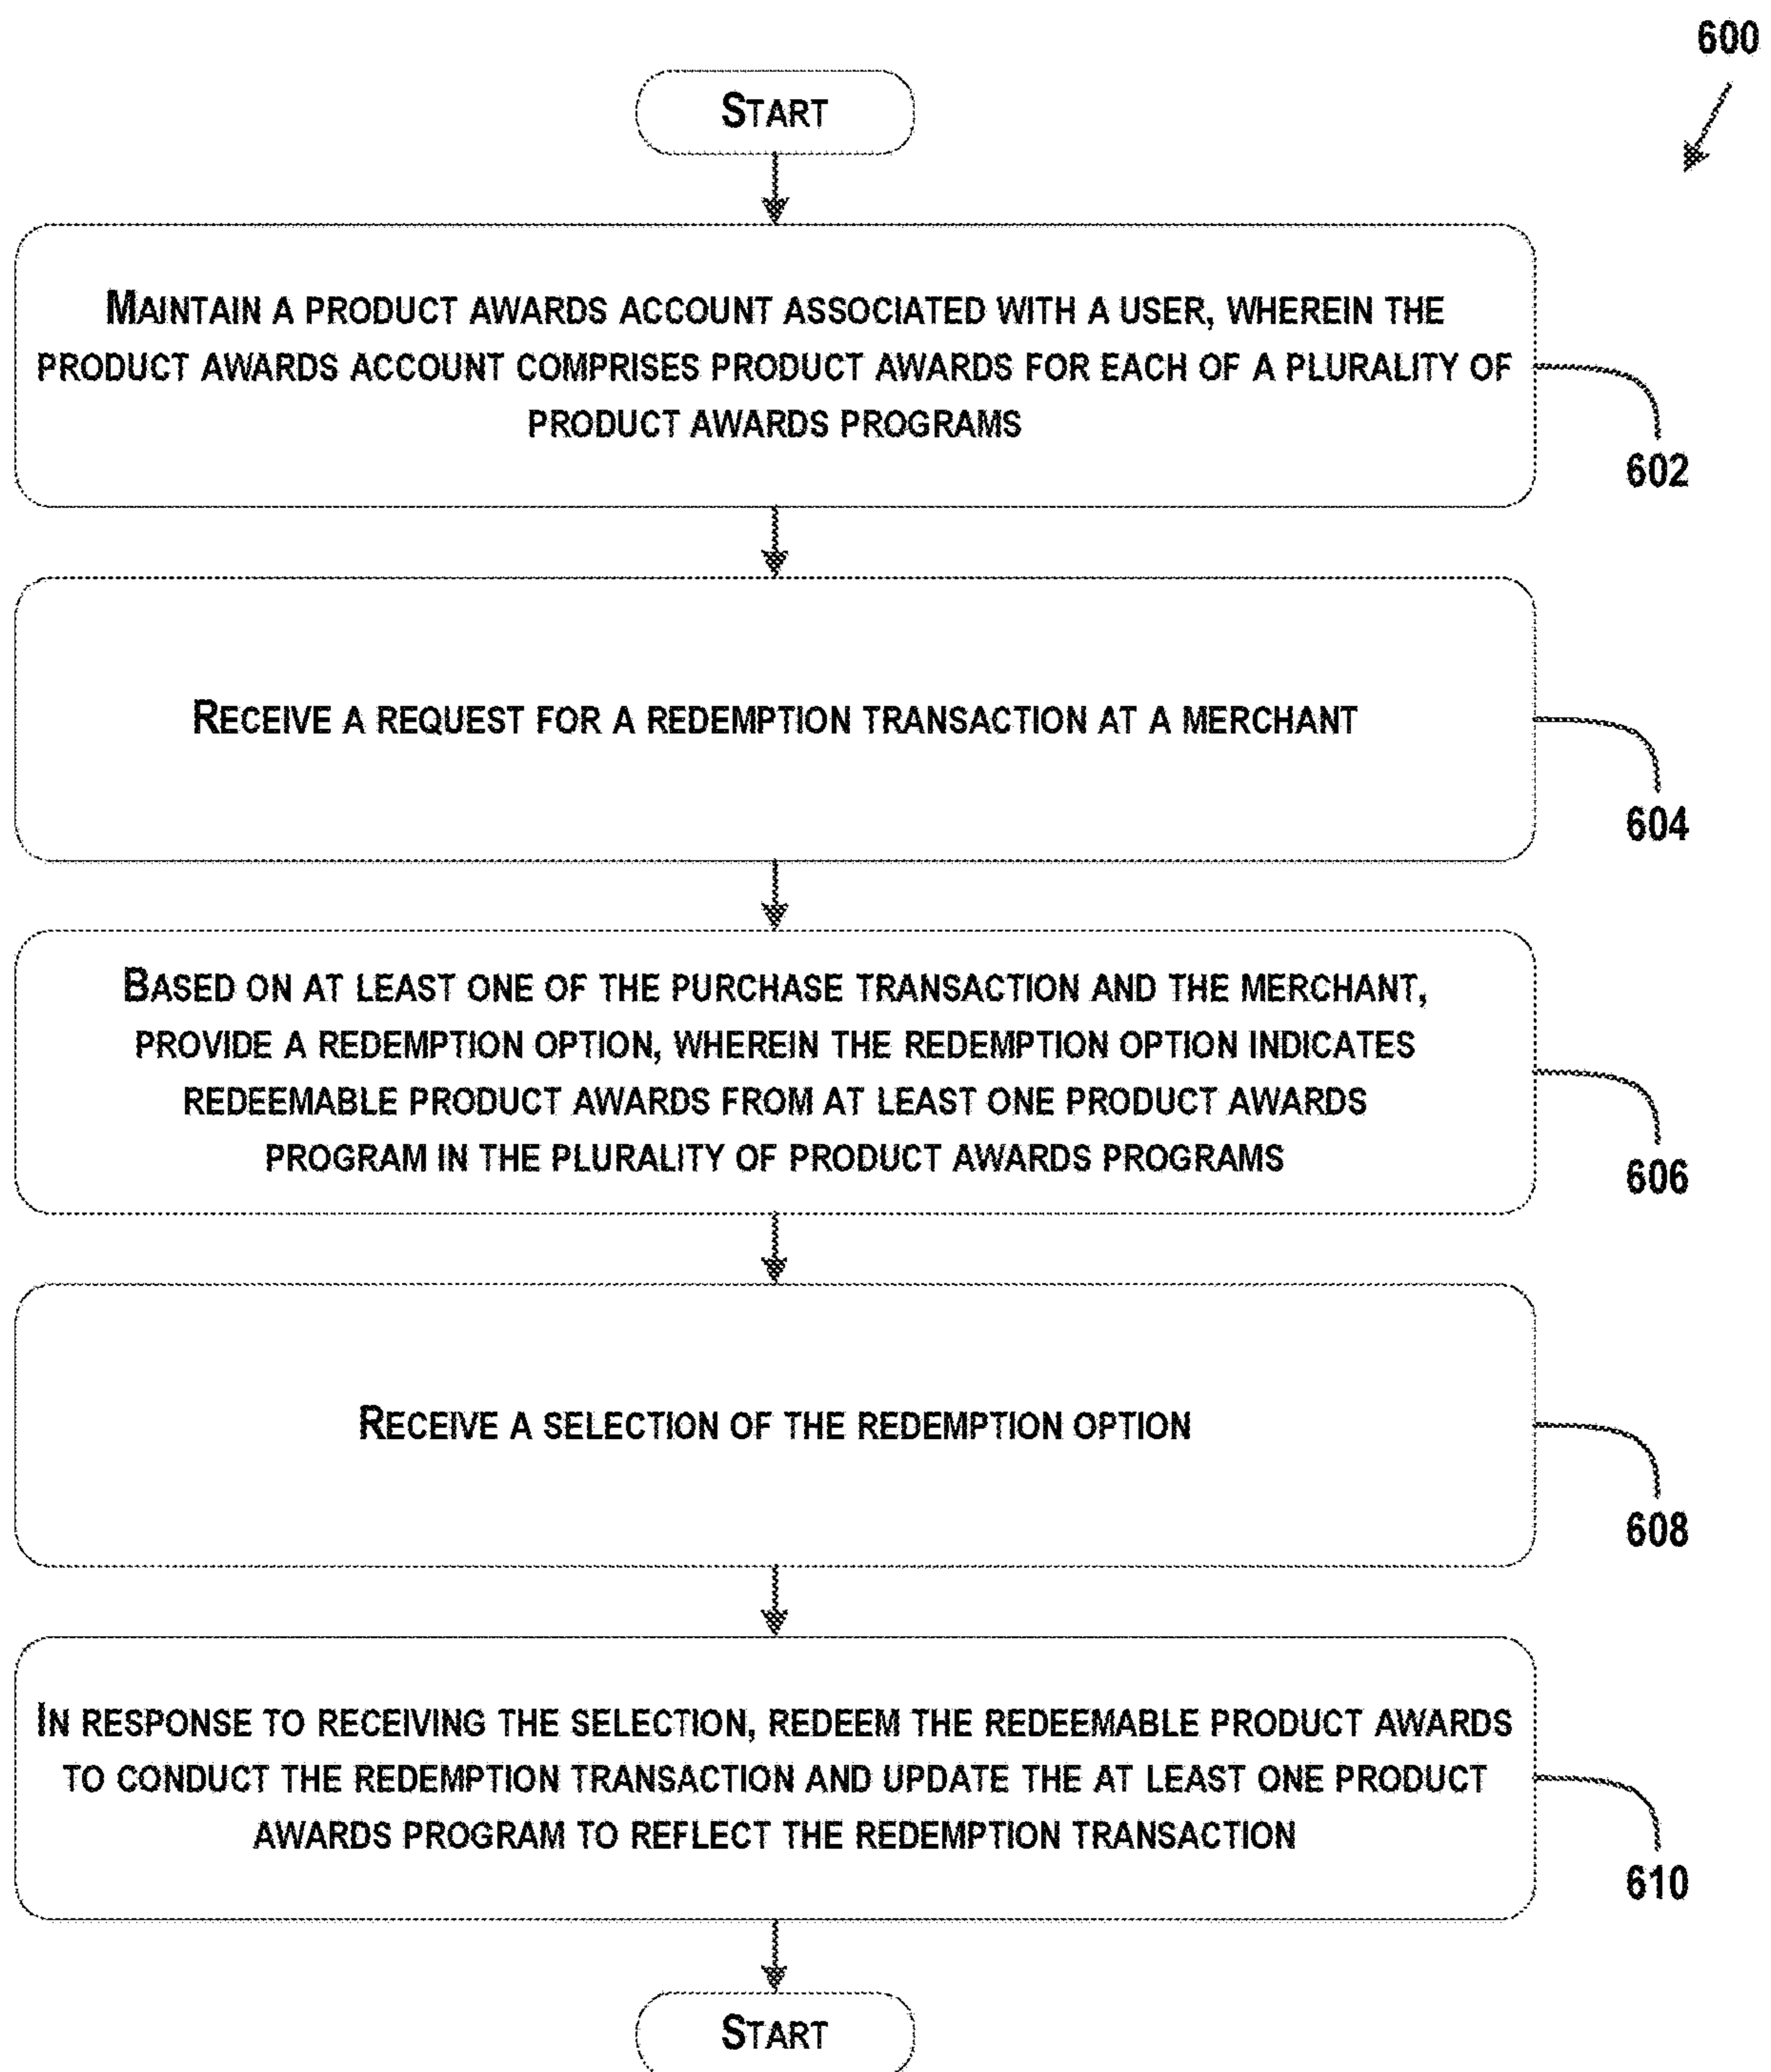 600
START
MAINTAIN A PRODUCT AWARDS ACCOUNT ASSOCIATED WITH A USER, WHEREIN THE
PRODUCT AWARDS ACCOUNT COMPRISES PRODUCT AWARDS FOR EACH OF A PLURALITY OF
PRODUCT AWARDS PROGRAMS
602
RECEIVE A REQUEST FOR A REDEMPTION TRANSACTION AT A MERCHANT
604
BASED ON AT LEAST ONE OF THE PURCHASE TRANSACTION AND THE MERCHANT,
PROVIDE A REDEMPTION OPTION, WHEREIN THE REDEMPTION OPTION INDICATES
REDEEMABLE PRODUCT AWARDS FROM AT LEAST ONE PRODUCT AWARDS
PROGRAM IN THE PLURALITY OF PRODUCT AWARDS PROGRAMS
606
RECEIVE A SELECTION OF THE REDEMPTION OPTION
608
IN RESPONSE TO RECEIVING THE SELECTION, REDEEM THE REDEEMABLE PRODUCT AWARDS
TO CONDUCT THE REDEMPTION TRANSACTION AND UPDATE THE AT LEAST ONE PRODUCT
AWARDS PROGRAM TO REFLECT THE REDEMPTION TRANSACTION
610
START